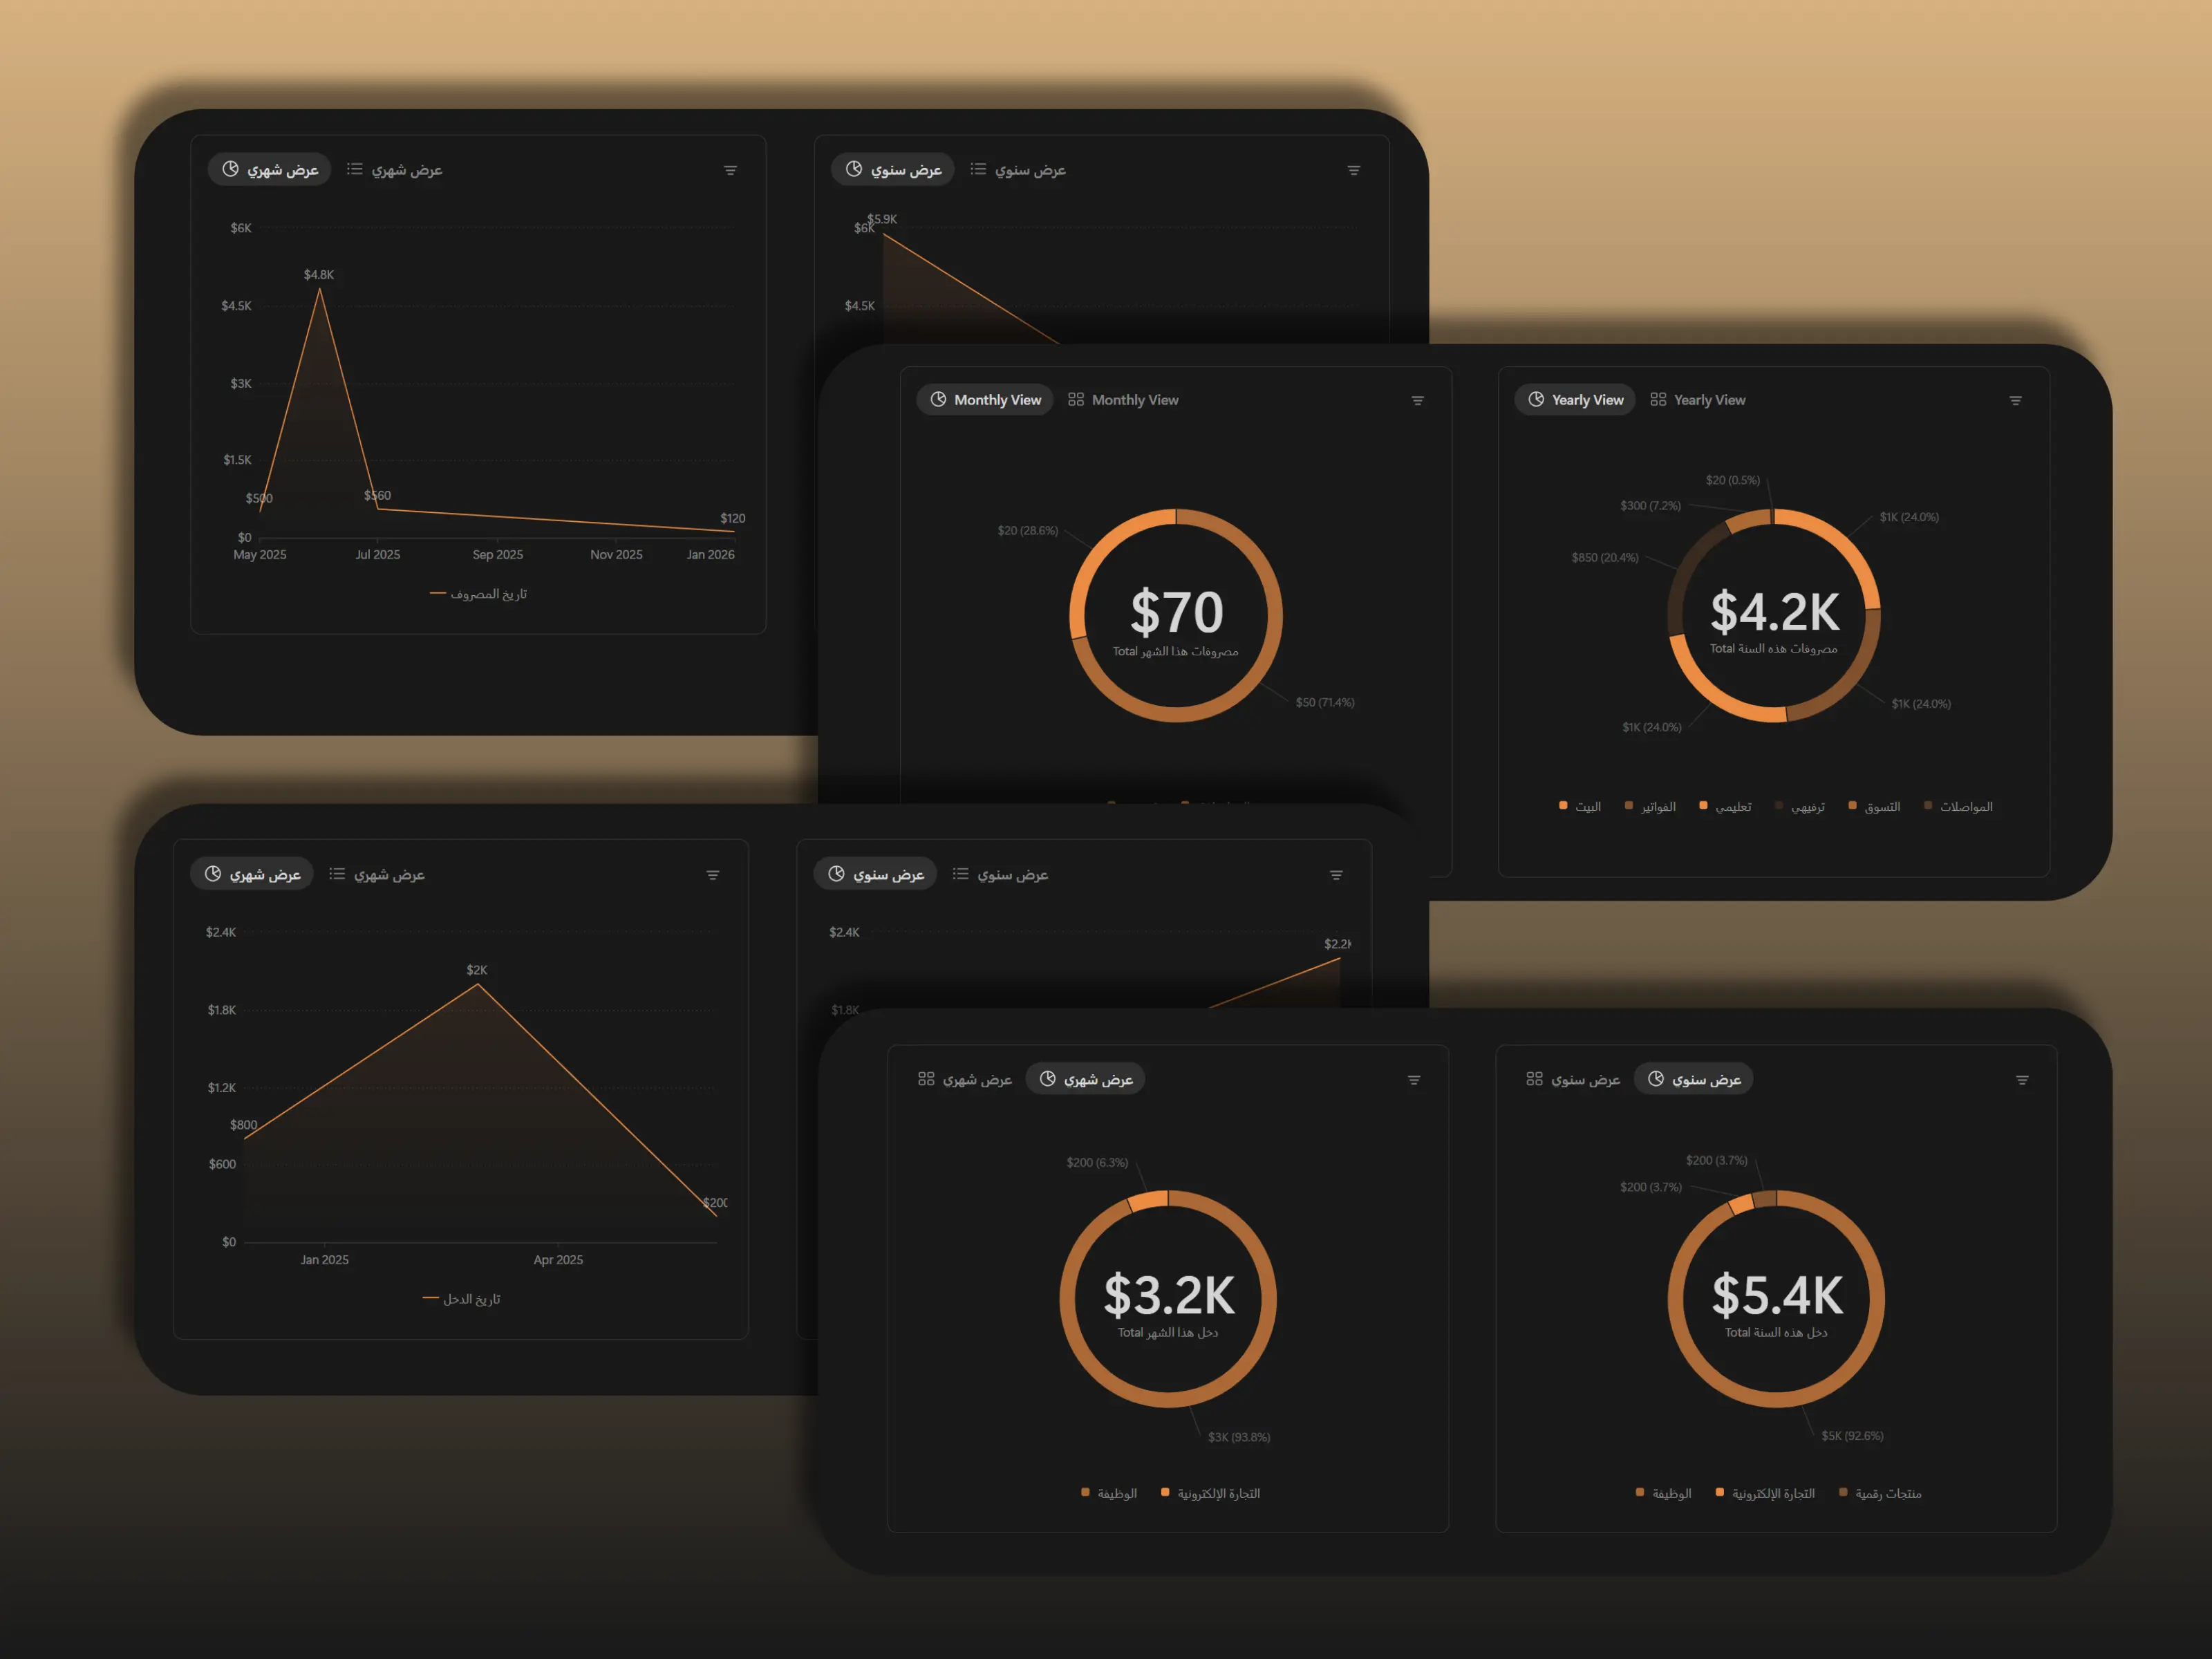 عرض شهري
عرض شهري
$6K
$4.8K
$4.5K
$3K
$1.5K
$500
$560
$120
$0
May 2025
Jul 2025
Sep 2025
Nov 2025
Jan 2026
تاريخ المصروف
عرض سنوي
عرض سنوي
$5.9K
$6K
$4.5K
Monthly View
Monthly View
$20 (28.6%)
$70
مصروفات هذا الشهر Total
$50 (71.4%)
Yearly View
Yearly View
$20 (0.5%)
$300 (7.2%)
$1K (24.0%)
$850 (20.4%)
$4.2K
مصروفات هذه السنة Total
$1K (24.0%)
$1K (24.0%)
البيت
الفواتير
تعليمي
ترفيهي
التسوق
المواصلات
عرض شهري
عرض شهري
$2.4K
$2K
$1.8K
$1.2K
$800
$600
$200
$0
Jan 2025
Apr 2025
تاريخ الدخل
عرض سنوي
عرض سنوي
$2.4K
$2.2K
$1.8K
عرض شهري
عرض شهري
$200 (6.3%)
$3.2K
دخل هذا الشهر Total
$3K (93.8%)
الوظيفة
التجارة الإلكترونية
عرض سنوي
عرض سنوي
$200 (3.7%)
$200 (3.7%)
$5.4K
دخل هذه السنة Total
$5K (92.6%)
الوظيفة
التجارة الإلكترونية
منتجات رقمية